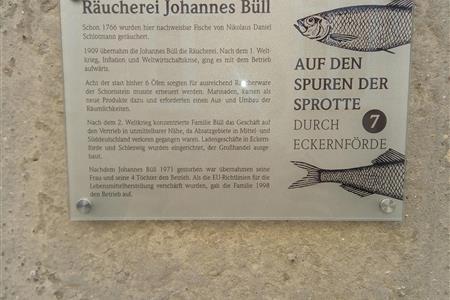 Räucherei Johannes Büll
Schon 1766 wurden hier nachweisbar Fische von Nikolaus Daniel
Schlotmann geräuchert.
1909 übernahm die Johannes Büll die Räucherei. Nach dem 1. Welt-
krieg, Inflation und Weltwirtschaftskrise, ging es mit dem Betrieb
aufwärts.
Acht der statt bisher 6 Ofen sorgten für ausreichend Räucherware
der Schornstein musste erneuert werden. Marinaden, kamen als
neue Produkte dazu und erforderten einen Aus- und Umbau der
Räumlichkeiten.
Nach dem 2. Weltkrieg konzentrierte Familie Büll das Geschäft auf
den Vertrieb in unmittelbarer Nähe, da Absatzgebiete in Mittel- und
Süddeutschland verloren gegangen waren. Ladengeschäfte in Eckern-
förde und Schleswig wurden eingerichtet, der Großhandel ausge-
baut.
Nachdem Johannes Büll 1971 gestorben war übernahmen seine
Frau und seine 4 Töchter den Betrieb. Als die EU-Richtlinien für die
Lebensmittelherstellung verschärft wurden, gab die Familie 1998
den Betrieb auf.
AUF DEN
SPUREN DER
SPROTTE
DURCH 7
ECKERNFÖRDE